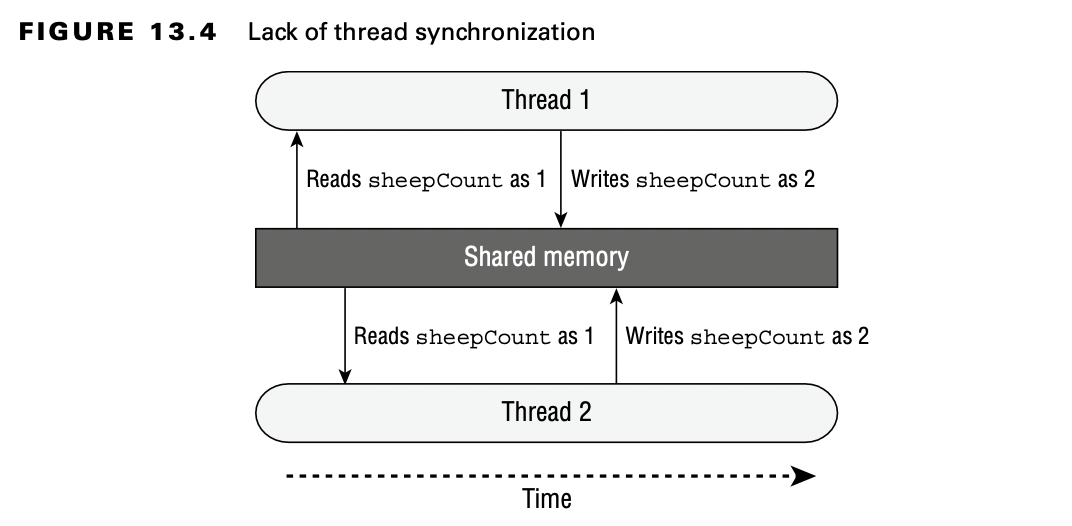 FIGURE 13.4 Lack of thread synchronization
Thread 1
Reads sheepCount as 1
Writes sheepCount as 2
Shared memory
Reads sheepCount as 1
Writes sheepCount as 2
Thread 2
Time